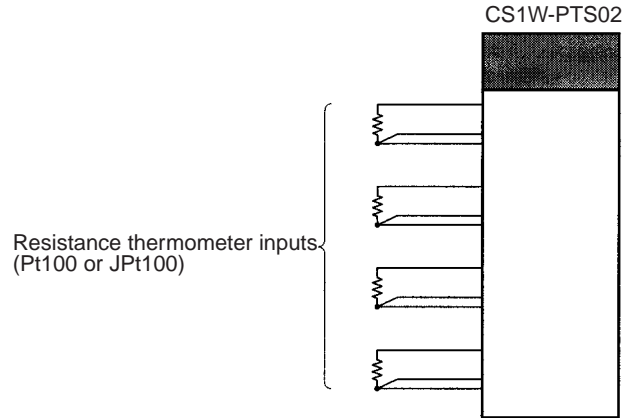 CS1W-PTS02
Resistance thermometer inputs
(Pt100 or JPt100)